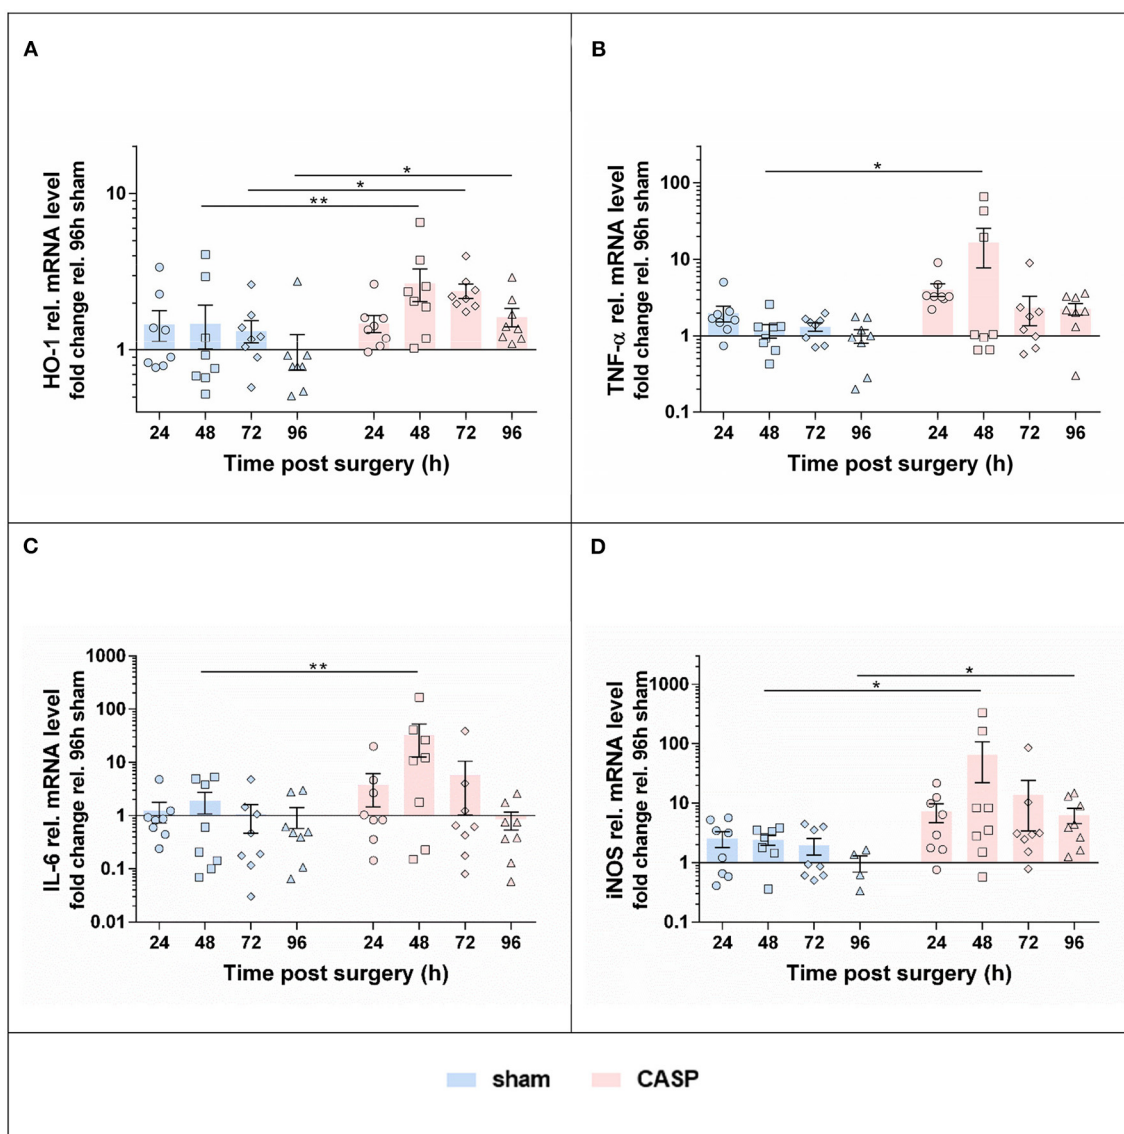 A
HO-1 rel. mRNA level
fold change rel. 96h sham
10
1
*
*
**
24 48 72 96 24 48 72 96
Time post surgery (h)
B
TNF-α rel. mRNA level
fold change rel. 96h sham
100
10
1
0.1
*
24 48 72 96 24 48 72 96
Time post surgery (h)
C
IL-6 rel. mRNA level
fold change rel. 96h sham
1000
100
10
1
0.1
0.01
**
24 48 72 96 24 48 72 96
Time post surgery (h)
D
iNOS rel. mRNA level
fold change rel. 96h sham
1000
100
10
1
0.1
*
*
24 48 72 96 24 48 72 96
Time post surgery (h)
sham CASP